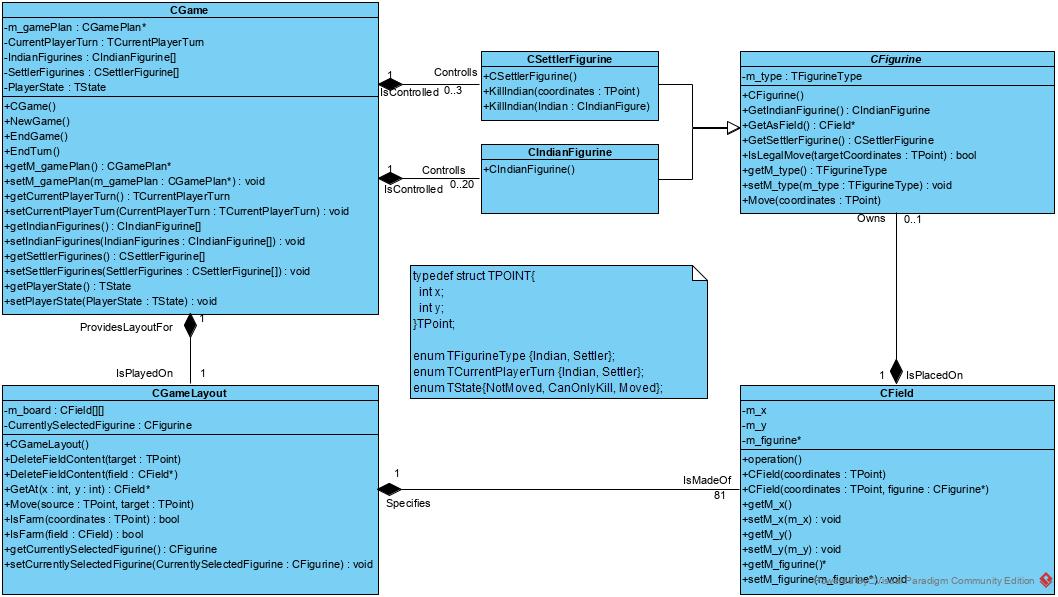 CGame
-m_gamePlan : CGamePlan*
-CurrentPlayerTurn : TCurrentPlayerTurn
-IndianFigurines : CIndianFigurine[]
-SettlerFigurines : CSettlerFigurine[]
-PlayerState : TState
+CGame()
+NewGame()
+EndGame()
+EndTurn()
+getM_gamePlan() : CGamePlan*
+setM_gamePlan(m_gamePlan : CGamePlan*) : void
+getCurrentPlayerTurn() : TCurrentPlayerTurn
+setCurrentPlayerTurn(CurrentPlayerTurn : TCurrentPlayerTurn) : void
+getIndianFigurines() : CIndianFigurine[]
+setIndianFigurines(IndianFigurines : CIndianFigurine[]) : void
+getSettlerFigurines() : CSettlerFigurine[]
+setSettlerFigurines(SettlerFigurines : CSettlerFigurine[]) : void
+getPlayerState() : TState
+setPlayerState(PlayerState : TState) : void
1
Controlls
IsControlled
0..3
1
Controlls
IsControlled
0..20
CSettlerFigurine
+CSettlerFigurine()
+KillIndian(coordinates : TPoint)
+KillIndian(Indian : CIndianFigure)
CIndianFigurine
+CIndianFigurine()
CFigurine
-m_type : TFigurineType
+CFigurine()
+GetIndianFigurine() : CIndianFigurine
+GetAsField() : CField*
+GetSettlerFigurine() : CSettlerFigurine
+IsLegalMove(targetCoordinates : TPoint) : bool
+getM_type() : TFigurineType
+setM_type(m_type : TFigurineType) : void
+Move(coordinates : TPoint)
Owns
0..1
typedef struct TPOINT{
int x;
int y;
}TPoint;
enum TFigurineType {Indian, Settler};
enum TCurrentPlayerTurn {Indian, Settler};
enum TState{NotMoved, CanOnlyKill, Moved};
1
ProvidesLayoutFor
IsPlayedOn
1
1
IsPlacedOn
CGameLayout
-m_board : CField[][]
-CurrentlySelectedFigurine : CFigurine
+CGameLayout()
+DeleteFieldContent(target : TPoint)
+DeleteFieldContent(field : CField*)
+GetAt(x : int, y : int) : CField*
+Move(source : TPoint, target : TPoint)
+IsFarm(coordinates : TPoint) : bool
+IsFarm(field : CField) : bool
+getCurrentlySelectedFigurine() : CFigurine
+setCurrentlySelectedFigurine(CurrentlySelectedFigurine : CFigurine) : void
1
Specifies
IsMadeOf
81
CField
-m_x
-m_y
-m_figurine*
+operation()
+CField(coordinates : TPoint)
+CField(coordinates : TPoint, figurine : CFigurine*)
+getM_x()
+setM_x(m_x) : void
+getM_y()
+setM_y(m_y) : void
+getM_figurine()*
+setM_figurine(m_figurine*) : void
Powered By Visual Paradigm Community Edition